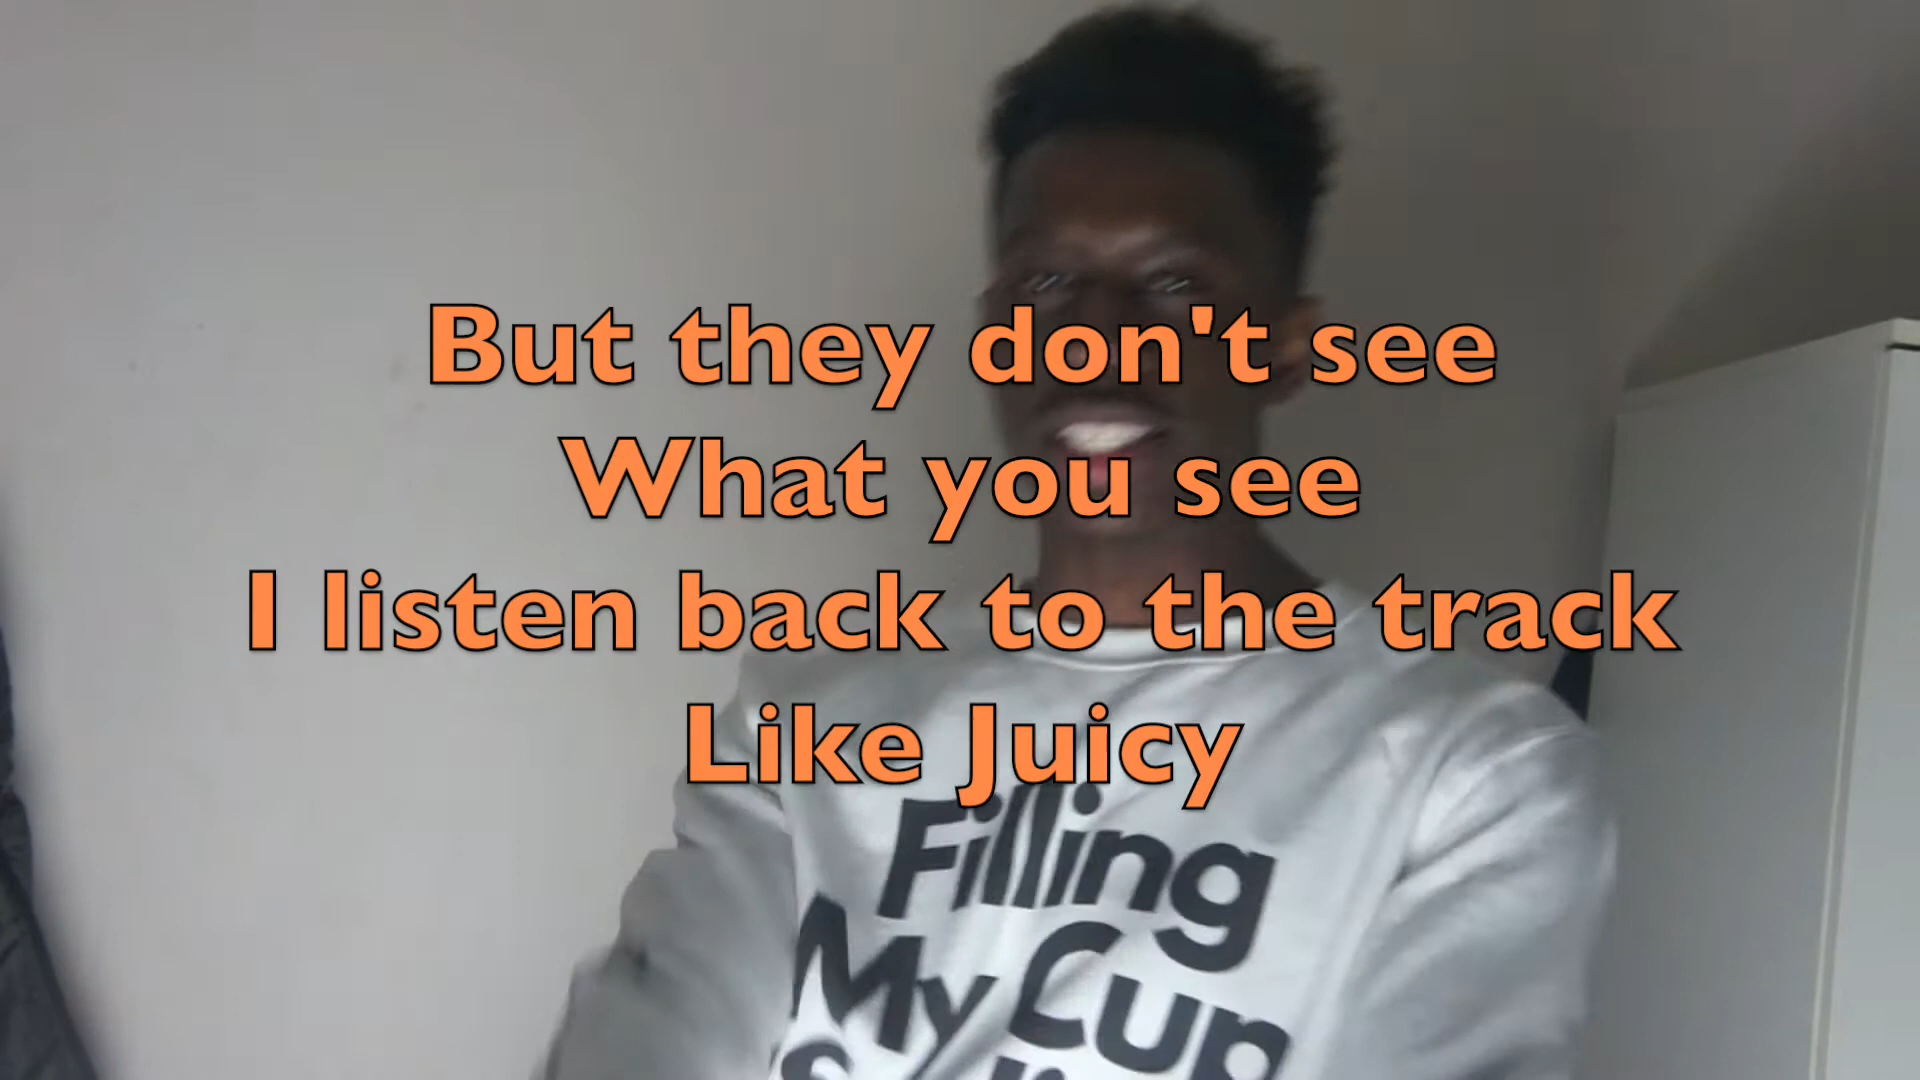 But they don't see
What you see
I listen back to the track
Like Juicy
Filling
My Cup